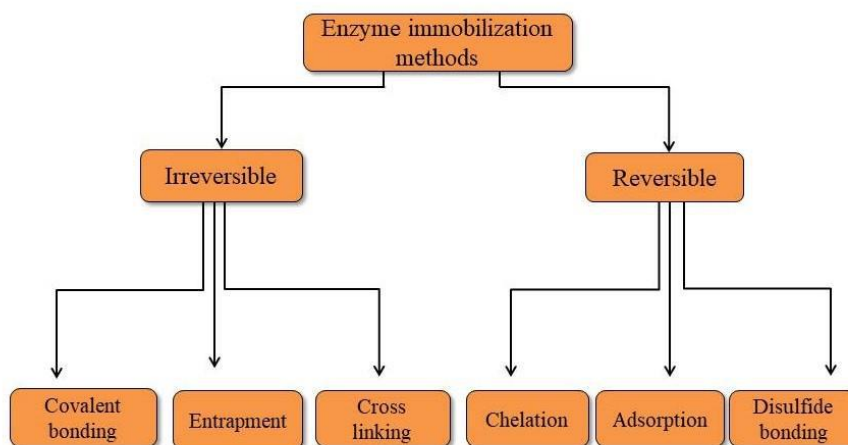 Enzyme immobilization
methods
Irreversible
Reversible
Covalent
bonding
Entrapment
Cross
linking
Chelation
Adsorption
Disulfide
bonding